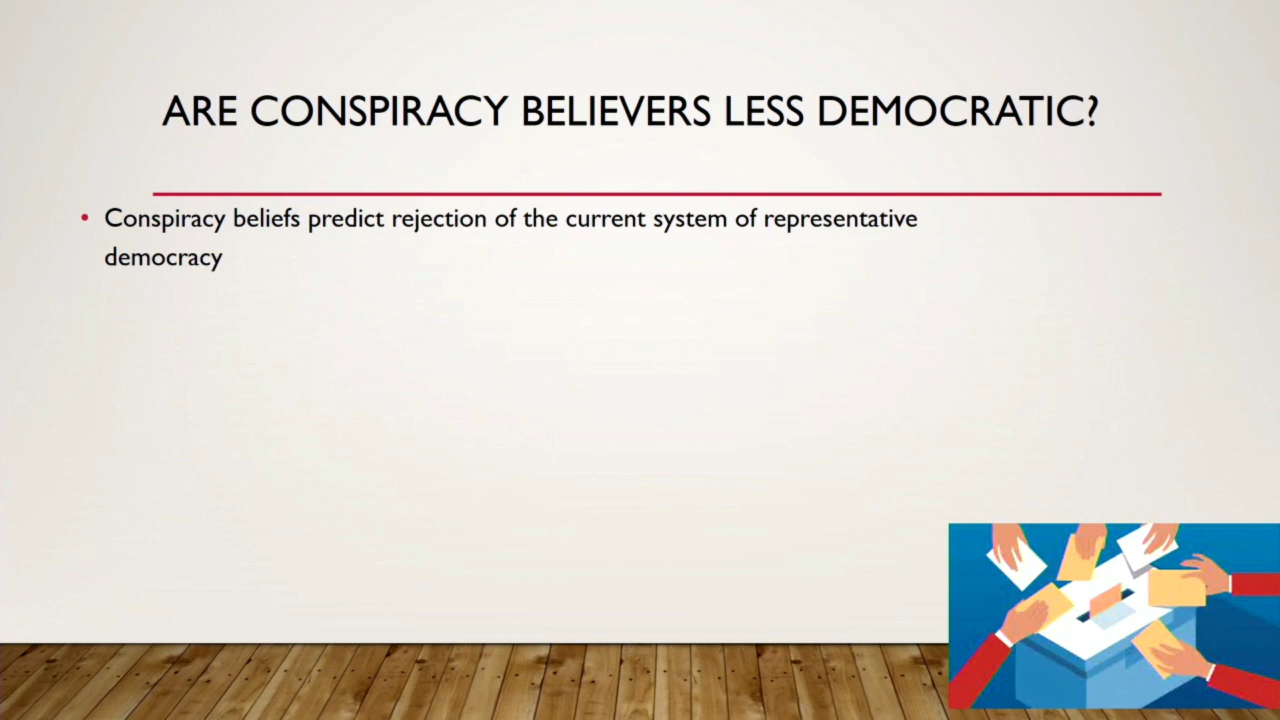 ARE CONSPIRACY BELIEVERS LESS DEMOCRATIC?
• Conspiracy beliefs predict rejection of the current system of representative
democracy